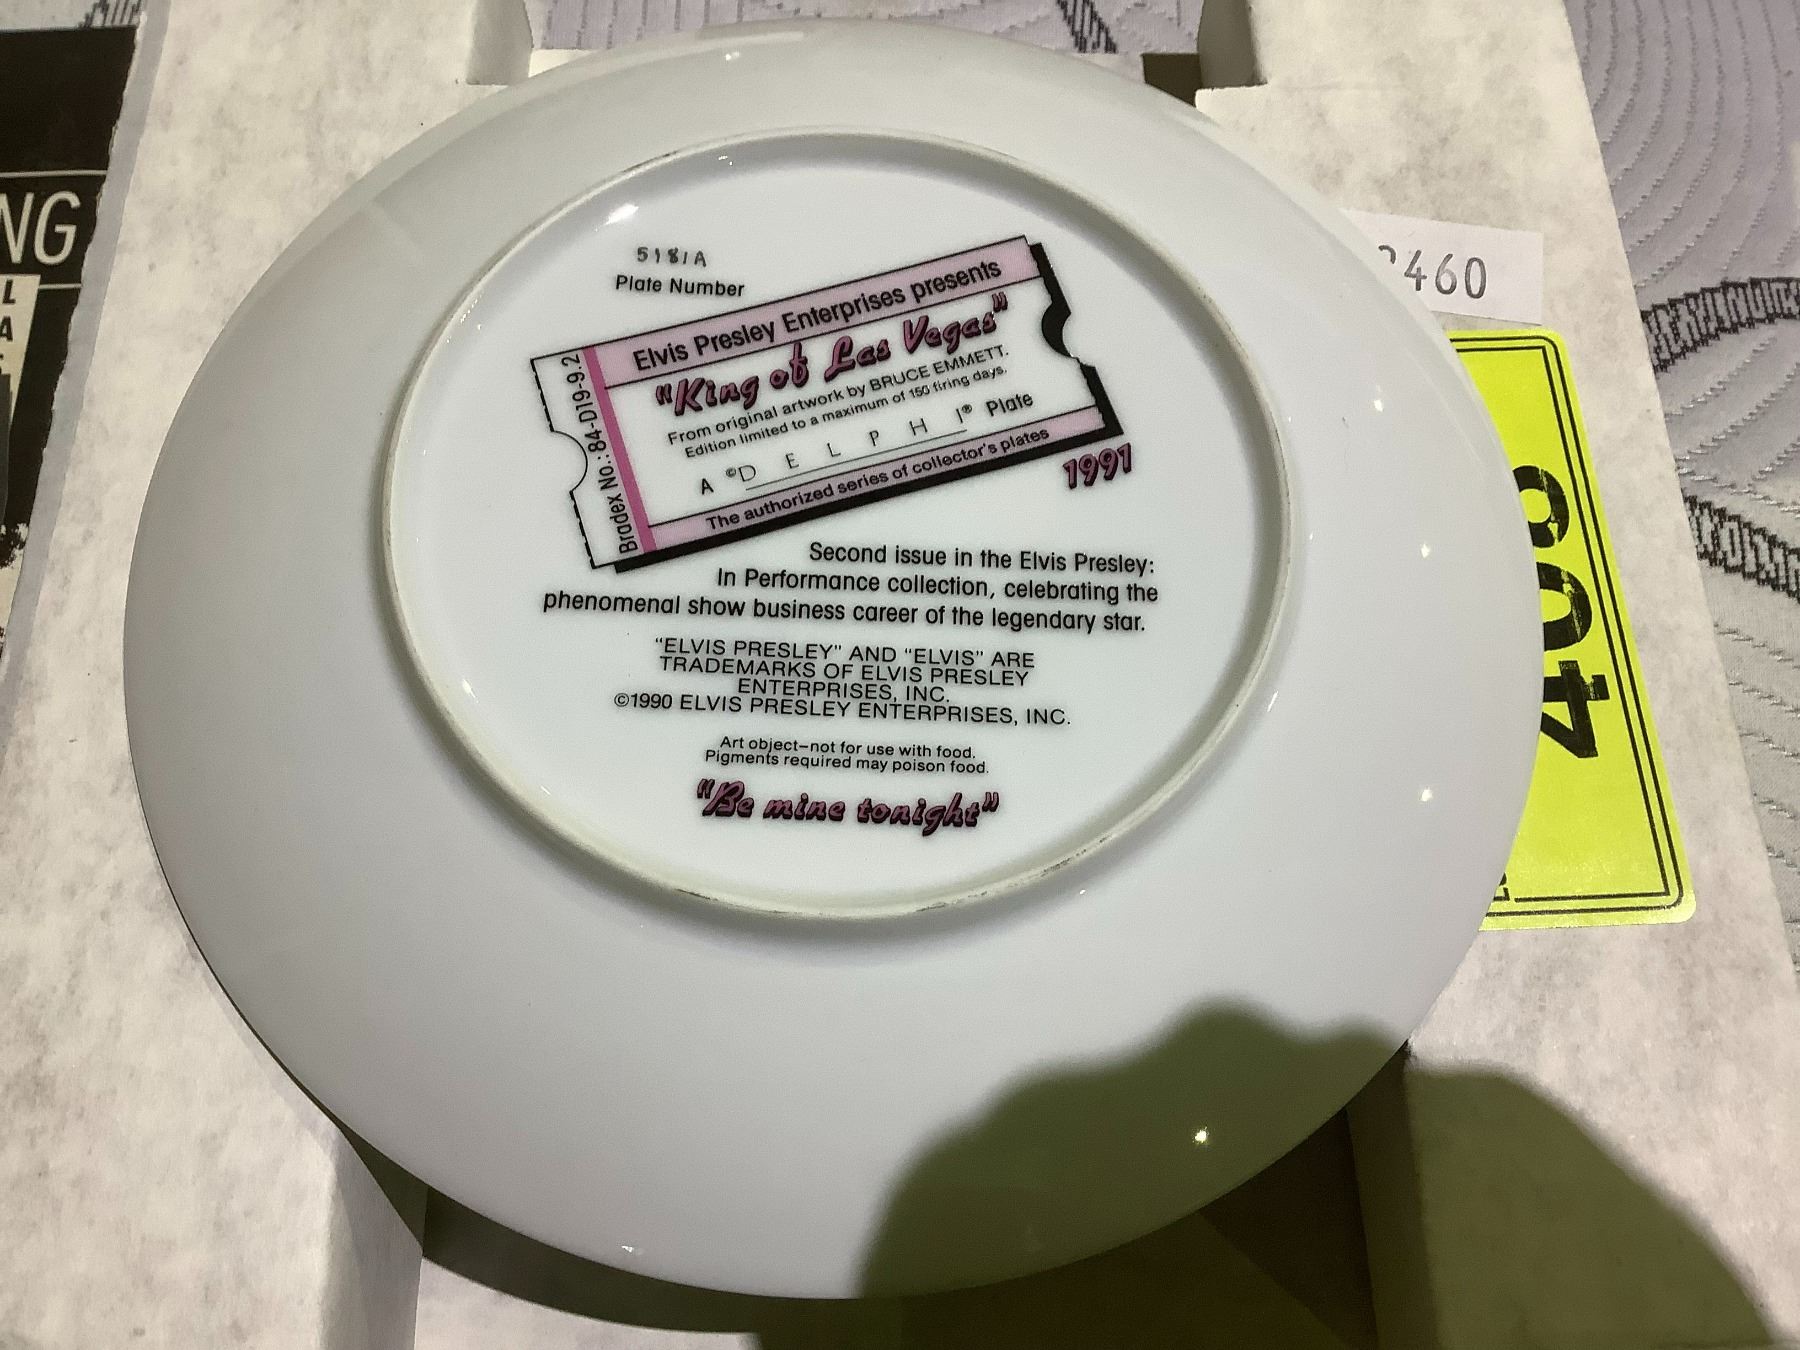 5181A
Plate Number
Elvis Presley Enterprises presents
"King of Las Vegas"
From original artwork by BRUCE EMMETT.
Edition limited to a maximum of 150 firing days.
A ©DELPHI® Plate
The authorized series of collector's plates
Bradex No.: 84-D19-9.2
1991
Second issue in the Elvis Presley:
In Performance collection, celebrating the
phenomenal show business career of the legendary star.
"ELVIS PRESLEY" AND "ELVIS" ARE
TRADEMARKS OF ELVIS PRESLEY
ENTERPRISES, INC.
©1990 ELVIS PRESLEY ENTERPRISES, INC.
Art object—not for use with food.
Pigments required may poison food.
"Be mine tonight"
460
408
NG
L
A